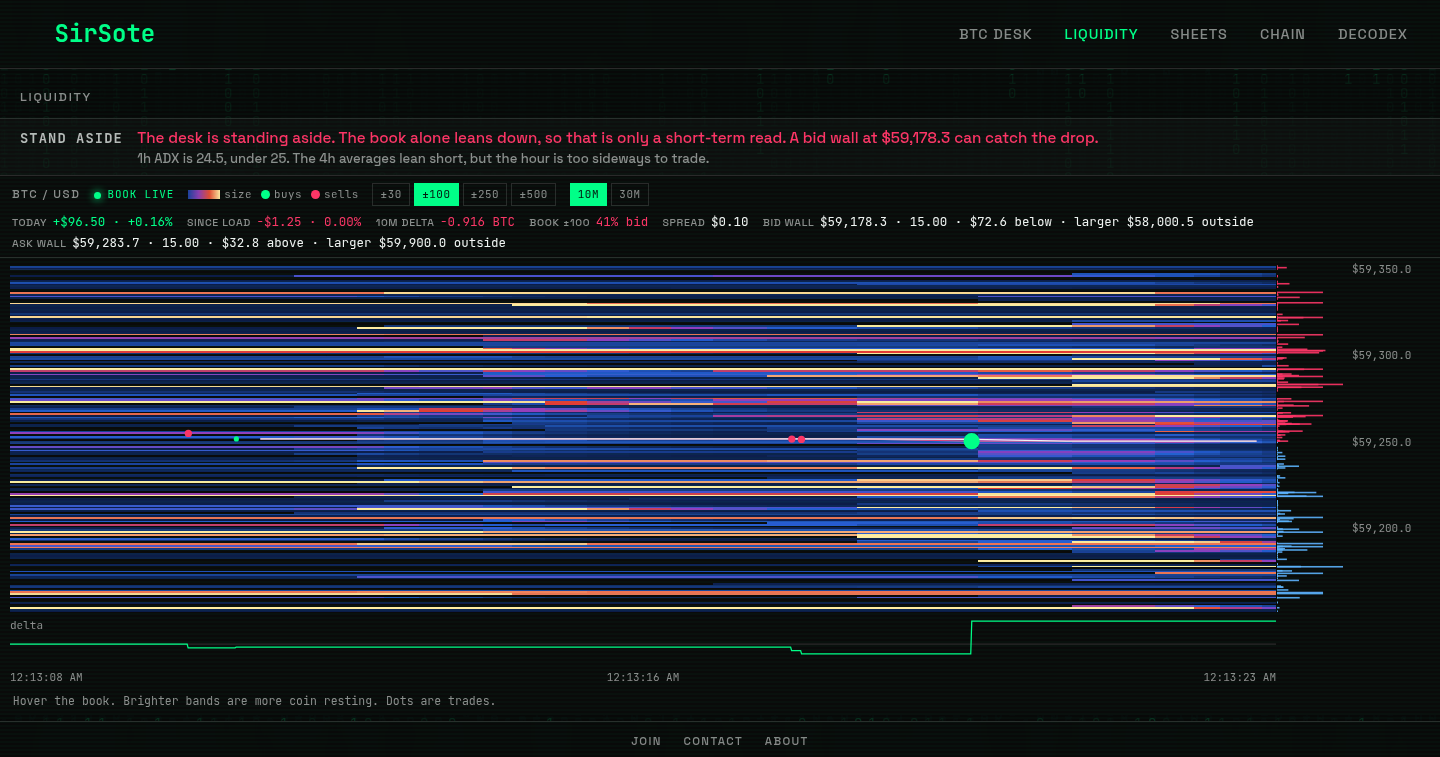 SirSote
BTC DESK LIQUIDITY SHEETS CHAIN DECODEX
LIQUIDITY
STAND ASIDE The desk is standing aside. The book alone leans down, so that is only a short-term read. A bid wall at $59,178.3 can catch the drop.
1h ADX is 24.5, under 25. The 4h averages lean short, but the hour is too sideways to trade.
BTC / USD BOOK LIVE size buys sells ±30 ±100 ±250 ±500 10M 30M
TODAY +$96.50 · +0.16% SINCE LOAD -$1.25 · 0.00% 10M DELTA -0.916 BTC BOOK ±100 41% bid SPREAD $0.10 BID WALL $59,178.3 · 15.00 · $72.6 below · larger $58,000.5 outside
ASK WALL $59,283.7 · 15.00 · $32.8 above · larger $59,900.0 outside
$59,350.0
$59,300.0
$59,250.0
$59,200.0
delta
12:13:08 AM 12:13:16 AM 12:13:23 AM
Hover the book. Brighter bands are more coin resting. Dots are trades.
JOIN CONTACT ABOUT